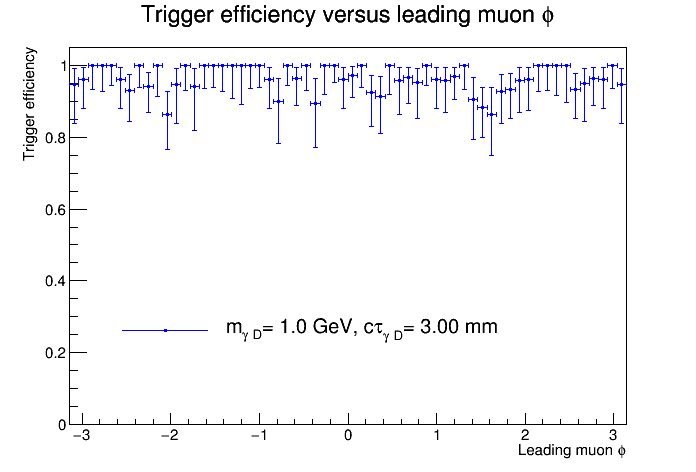 Trigger efficiency versus leading muon ϕ
Trigger efficiency
1
0.8
0.6
0.4
0.2
0
m_γ D= 1.0 GeV, cτ_γ D= 3.00 mm
−3 −2 −1 0 1 2 3
Leading muon ϕ